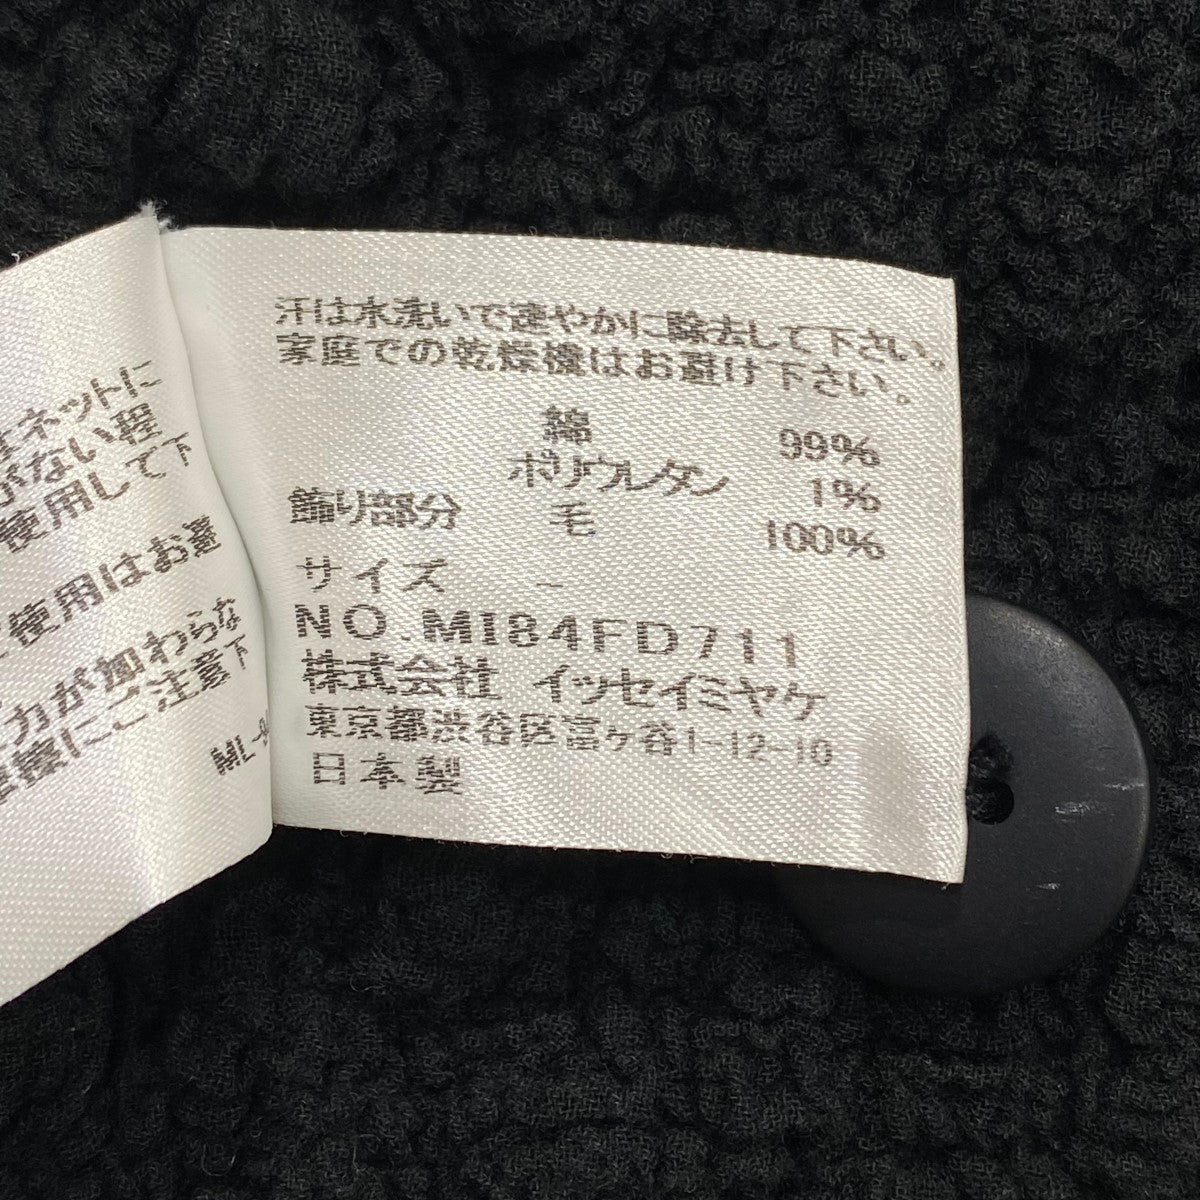 ネットに
がない程
使用して下
使用はお避
力が加わらな
直接にご注意下
ML-
汗は水洗いで速やかに除去して下さい。
家庭での乾燥機はお避け下さい。
綿 99%
ポリウレタン 1%
飾り部分 毛 100%
サイズ -
NO.MI84FD711
株式会社 イッセイミヤケ
東京都渋谷区富ヶ谷1-12-10
日本製